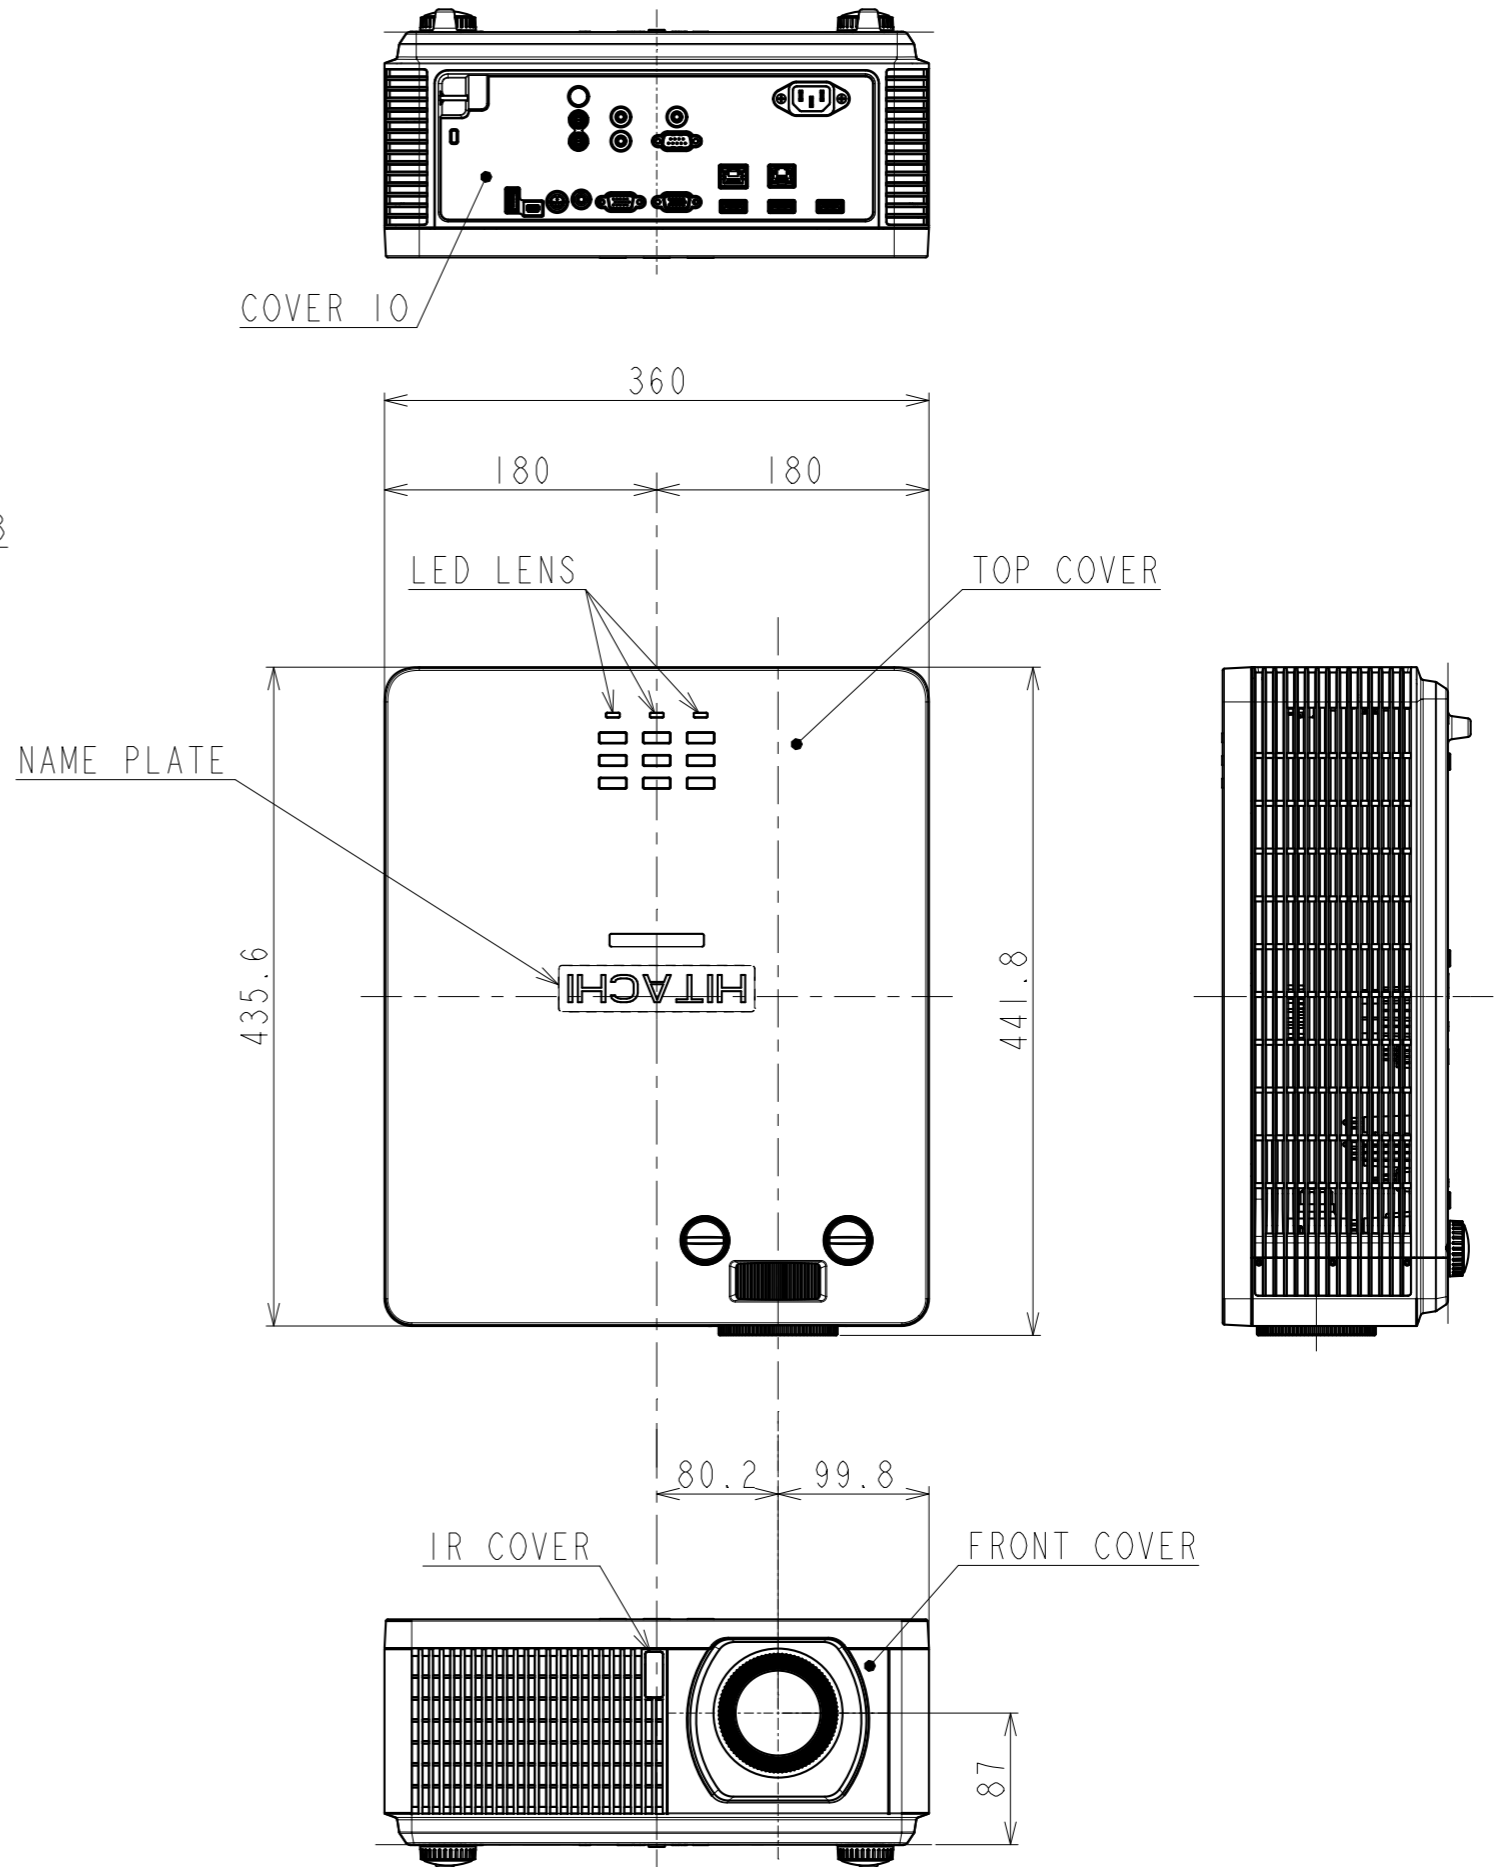 COVER IO
360
180 180
8
LED LENS TOP COVER
NAME PLATE
435.6
HITACHI
441.8
80.2 99.8
IR COVER FRONT COVER
87